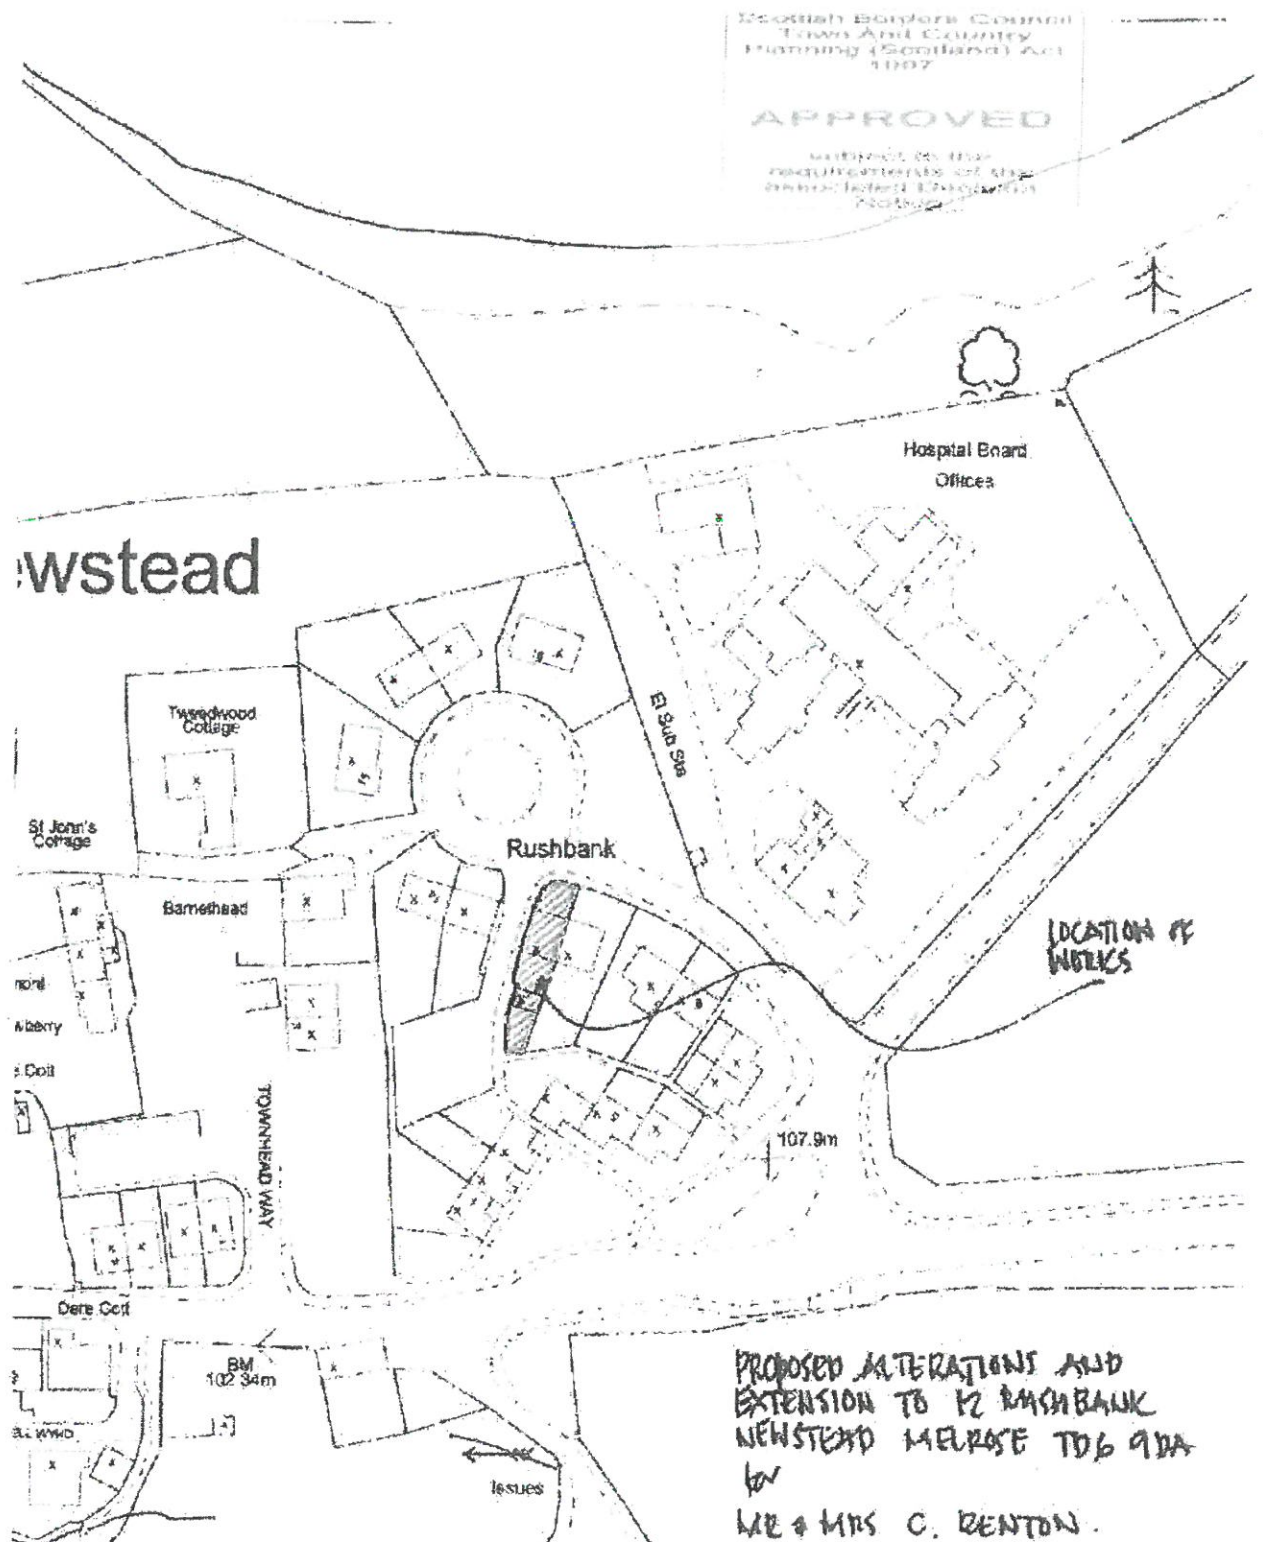 Scottish Borders Council
Town And Country
Planning (Scotland) Act
1997
APPROVED
subject to the
requirements of the
associated Decision
Notice
Hospital Board
Offices
ewstead
El Sub Sta
Tweedwood
Cottage
St John's
Cottage
Rushbank
Barnethead
LOCATION OF
WORKS
Cott
TOWNHEAD WAY
107.9m
Dere Cott
BM
102.34m
WYND
Issues
PROPOSED ALTERATIONS AND
EXTENSION TO 12 RUSHBANK
NEWSTEAD MELROSE TD6 9DA
for
MR & MRS C. RENTON.